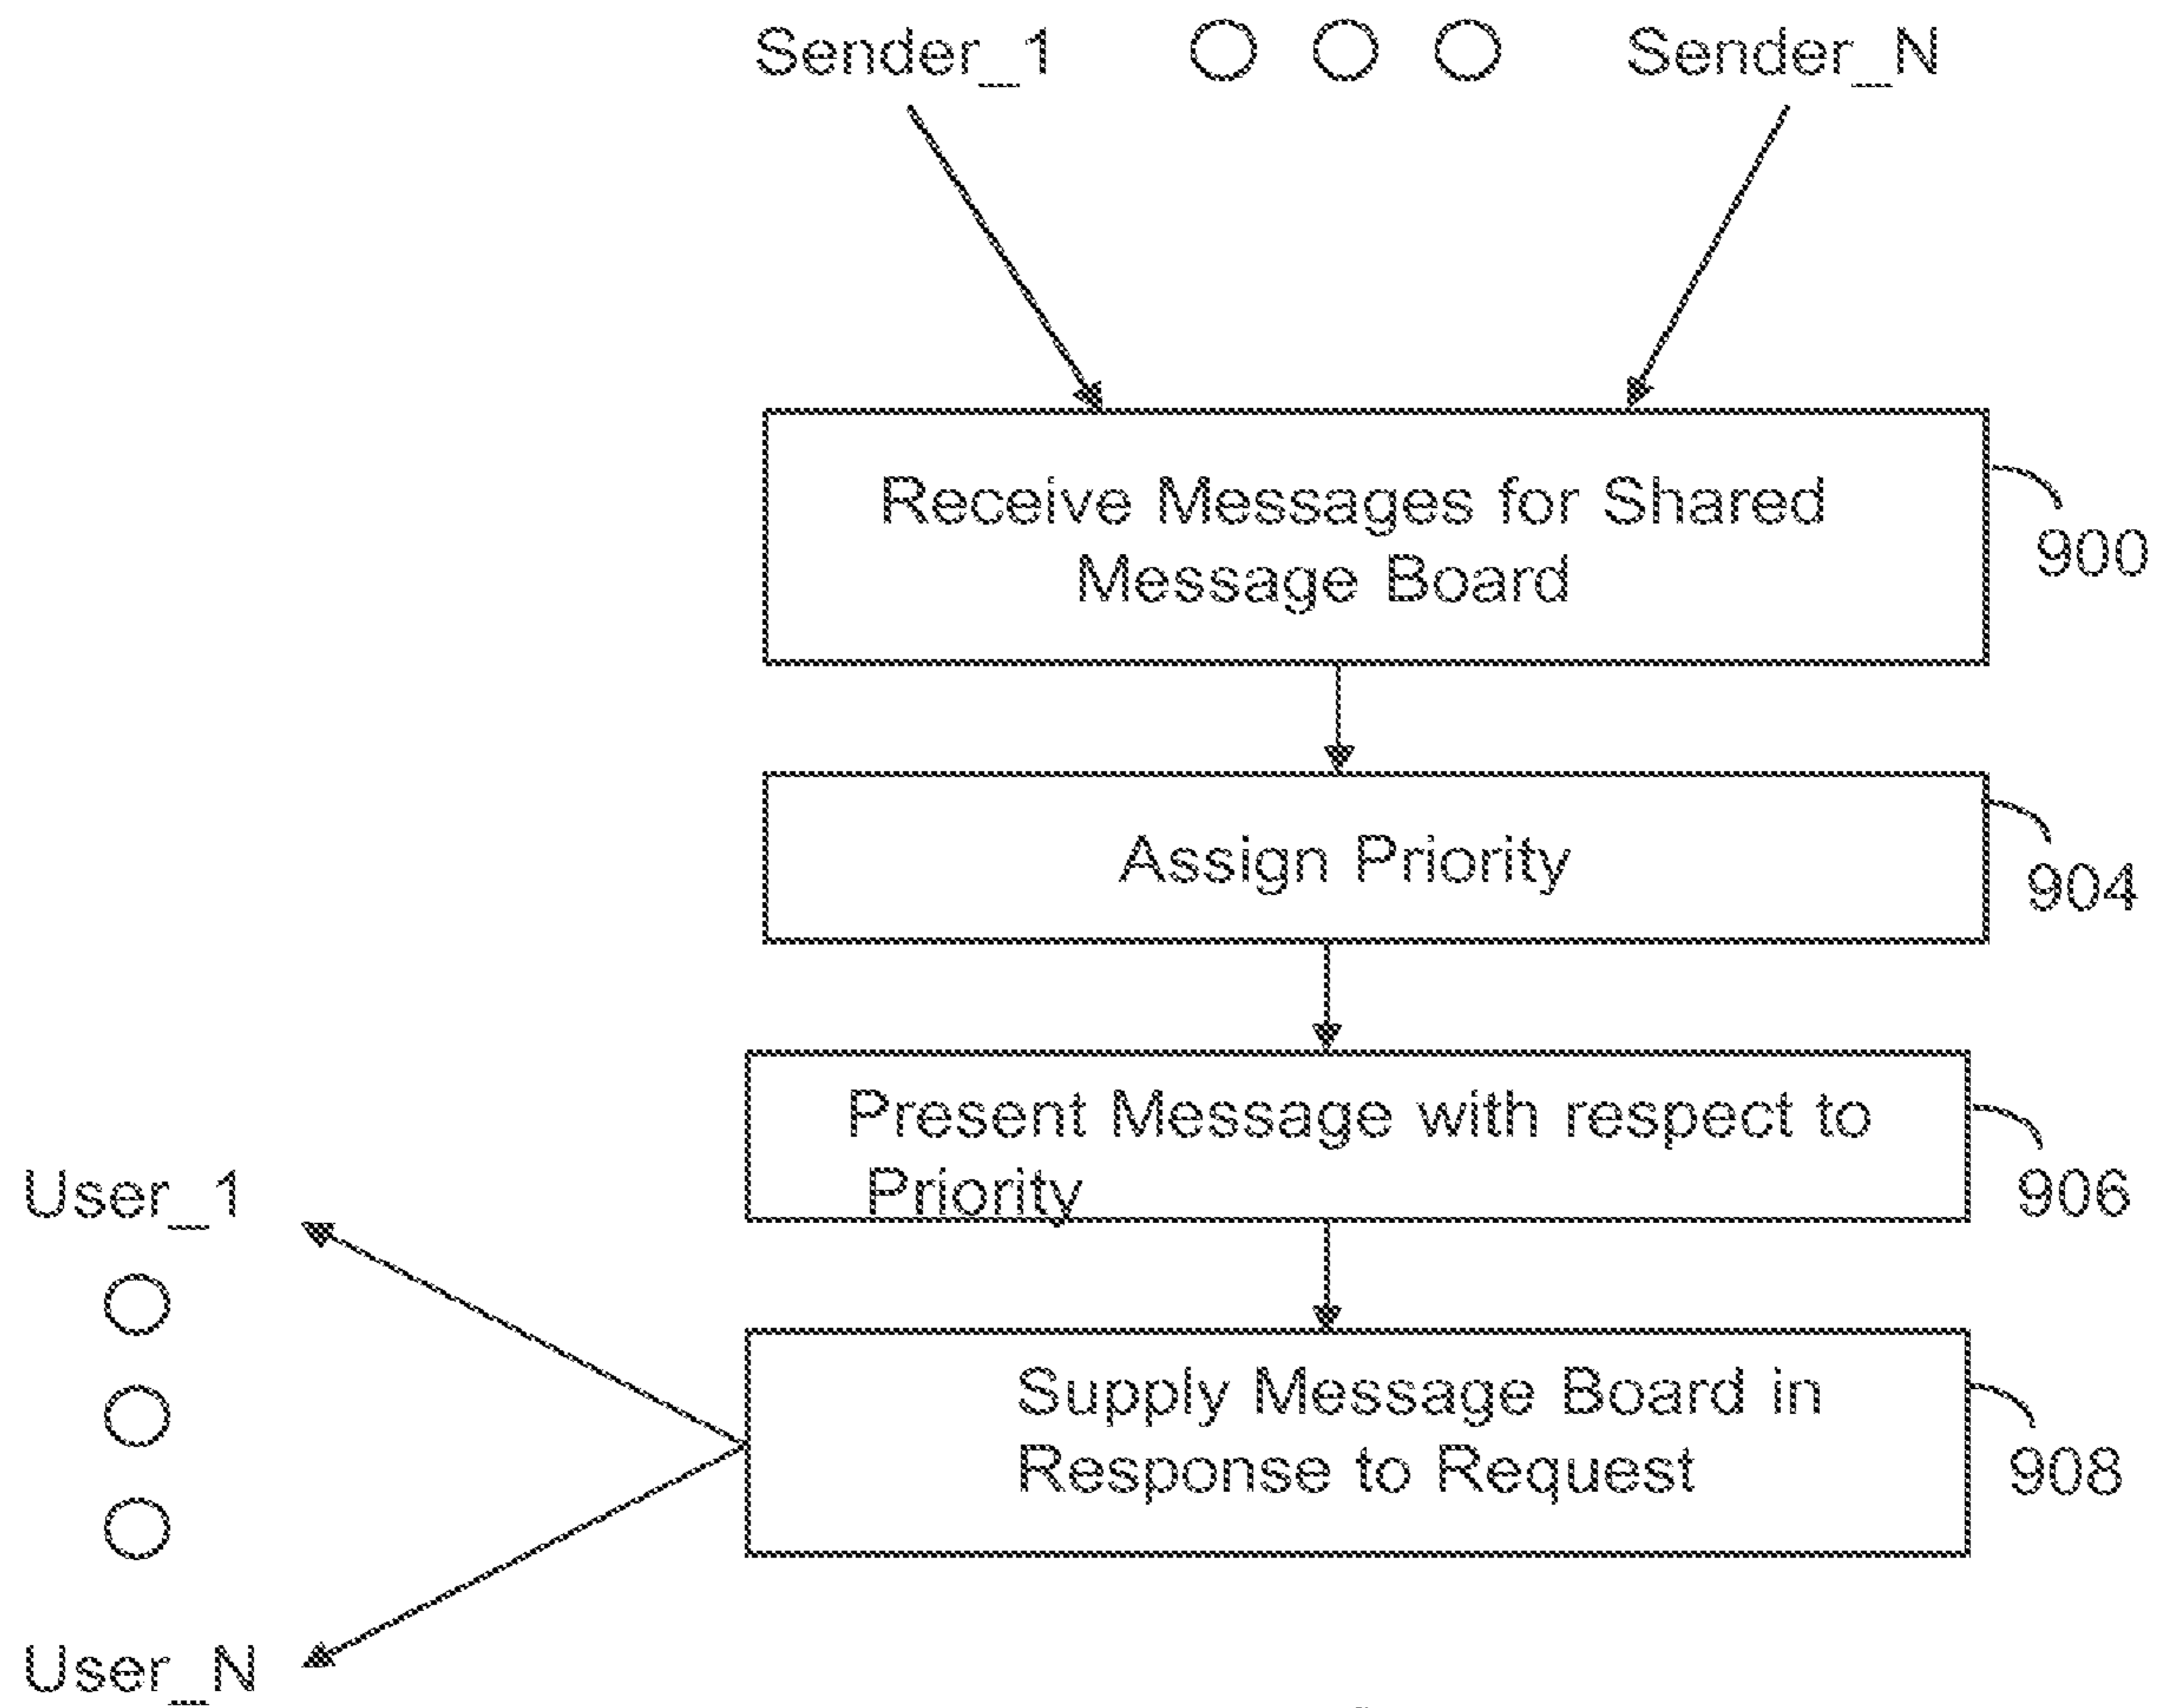 Sender_1 Sender_N
Receive Messages for Shared
Message Board
900
Assign Priority
904
Present Message with respect to
Priority
906
User_1
Supply Message Board in
Response to Request
908
User_N